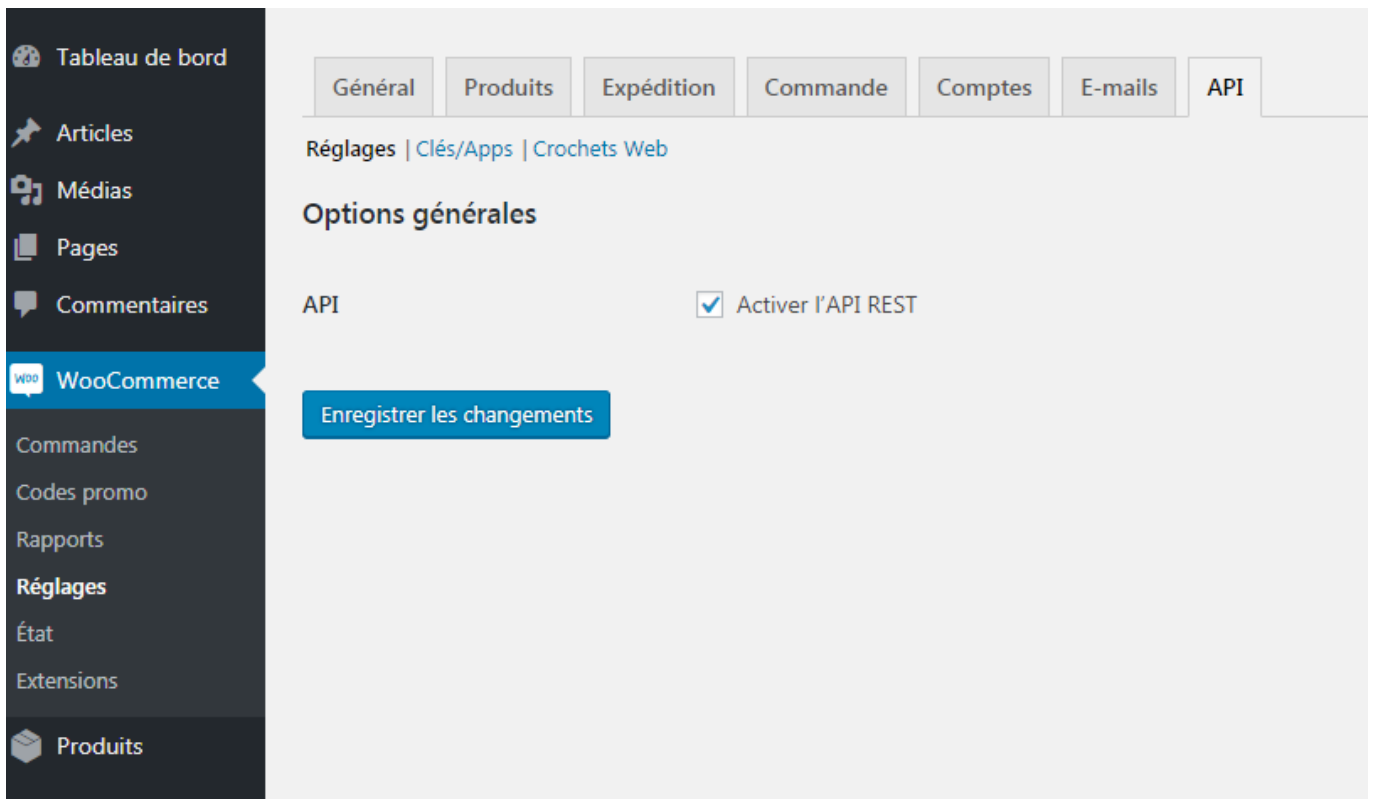 Tableau de bord
Articles
Médias
Pages
Commentaires
WOO WooCommerce
Commandes
Codes promo
Rapports
Réglages
État
Extensions
Produits
Général Produits Expédition Commande Comptes E-mails API
Réglages | Clés/Apps | Crochets Web
Options générales
API Activer l'API REST
Enregistrer les changements